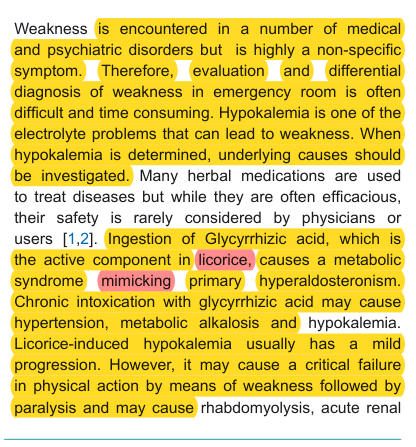 Weakness is encountered in a number of medical
and psychiatric disorders but is highly a non-specific
symptom. Therefore, evaluation and differential
diagnosis of weakness in emergency room is often
difficult and time consuming. Hypokalemia is one of the
electrolyte problems that can lead to weakness. When
hypokalemia is determined, underlying causes should
be investigated. Many herbal medications are used
to treat diseases but while they are often efficacious,
their safety is rarely considered by physicians or
users [1,2]. Ingestion of Glycyrrhizic acid, which is
the active component in licorice, causes a metabolic
syndrome mimicking primary hyperaldosteronism.
Chronic intoxication with glycyrrhizic acid may cause
hypertension, metabolic alkalosis and hypokalemia.
Licorice-induced hypokalemia usually has a mild
progression. However, it may cause a critical failure
in physical action by means of weakness followed by
paralysis and may cause rhabdomyolysis, acute renal